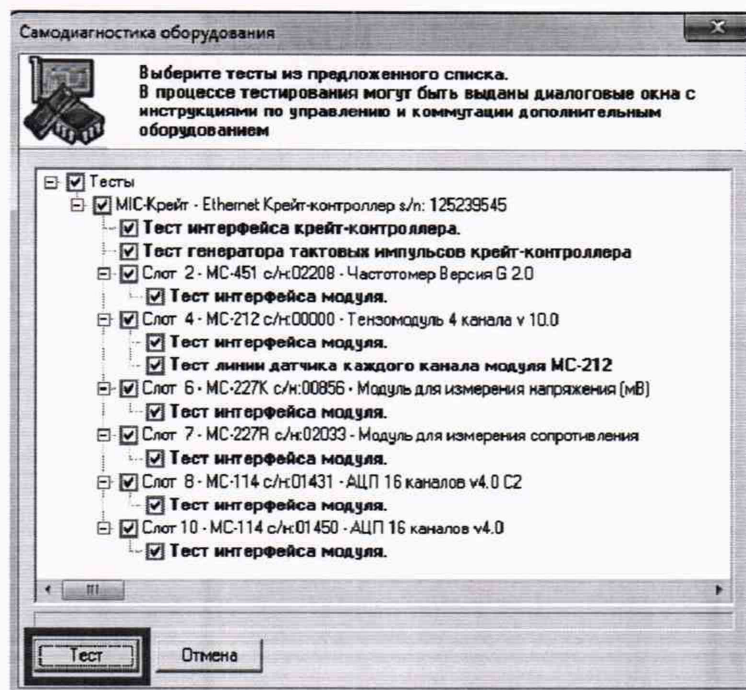 Самодиагностика оборудования
Выберите тесты из предложенного списка.
В процессе тестирования могут быть выданы диалоговые окна с
инструкциями по управлению и коммутации дополнительным
оборудованием
Тесты
MIC-Крейт - Ethernet Крейт-контроллер s/n: 125239545
Тест интерфейса крейт-контроллера.
Тест генератора тактовых импульсов крейт-контроллера
Слот 2 - МС-451 с/н:02208 - Частотомер Версия G 2.0
Тест интерфейса модуля.
Слот 4 - МС-212 с/н:00000 - Тензомодуль 4 канала v 10.0
Тест интерфейса модуля.
Тест линии датчика каждого канала модуля МС-212
Слот 6 - МС-227K с/н:00856 - Модуль для измерения напряжения (мВ)
Тест интерфейса модуля.
Слот 7 - МС-227R с/н:02033 - Модуль для измерения сопротивления
Тест интерфейса модуля.
Слот 8 - МС-114 с/н:01431 - АЦП 16 каналов v4.0 C2
Тест интерфейса модуля.
Слот 10 - МС-114 с/н:01450 - АЦП 16 каналов v4.0
Тест интерфейса модуля.
Тест Отмена